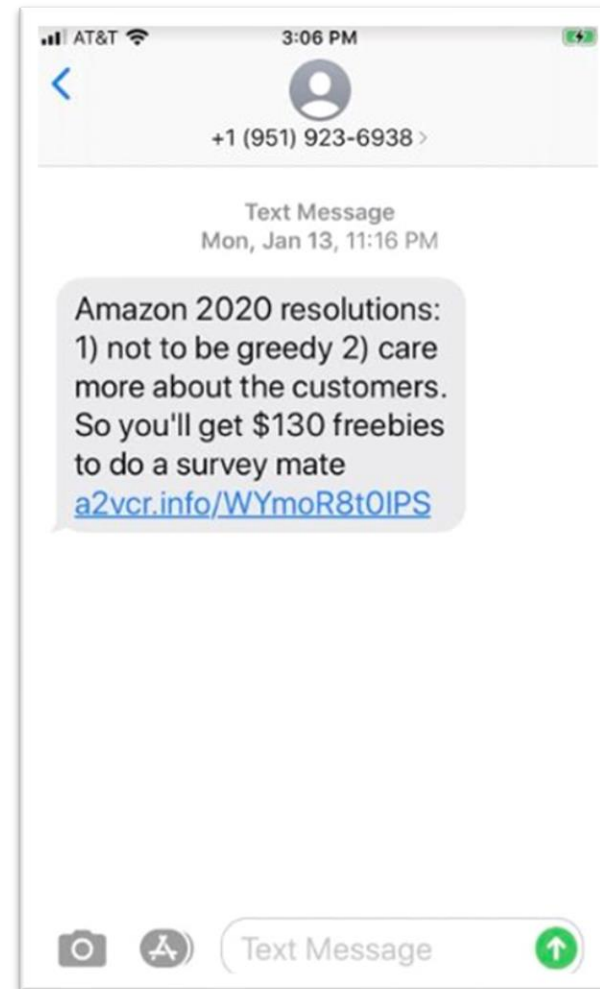 AT&T 3:06 PM
+1 (951) 923-6938 >
Text Message
Mon, Jan 13, 11:16 PM
Amazon 2020 resolutions:
1) not to be greedy 2) care
more about the customers.
So you'll get $130 freebies
to do a survey mate
a2vcr.info/WYmoR8t0IPS
Text Message